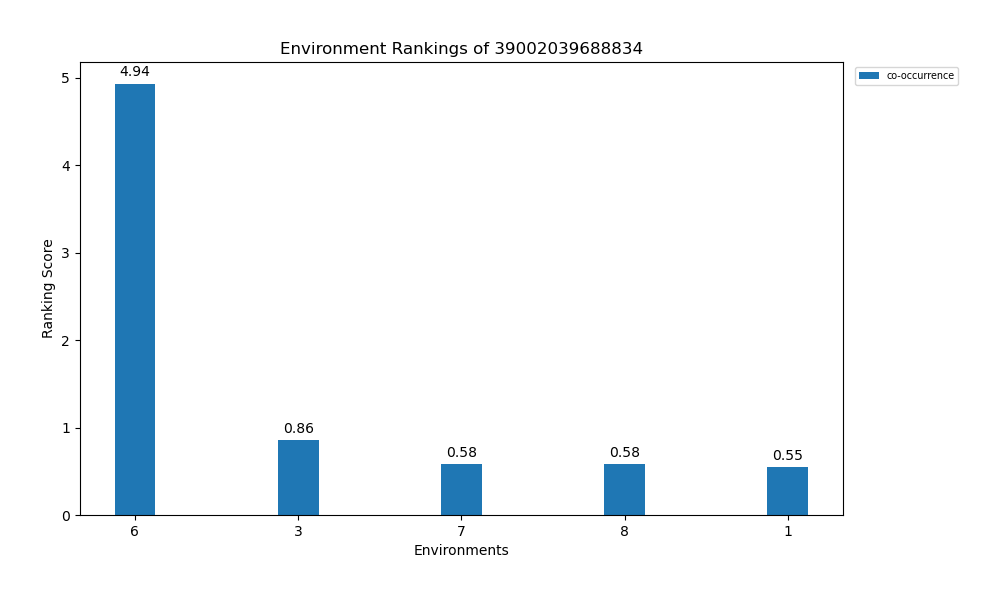 Environment Rankings of 39002039688834
co-occurrence
Ranking Score
5
4
3
2
1
0
4.94
0.86
0.58
0.58
0.55
6 3 7 8 1
Environments